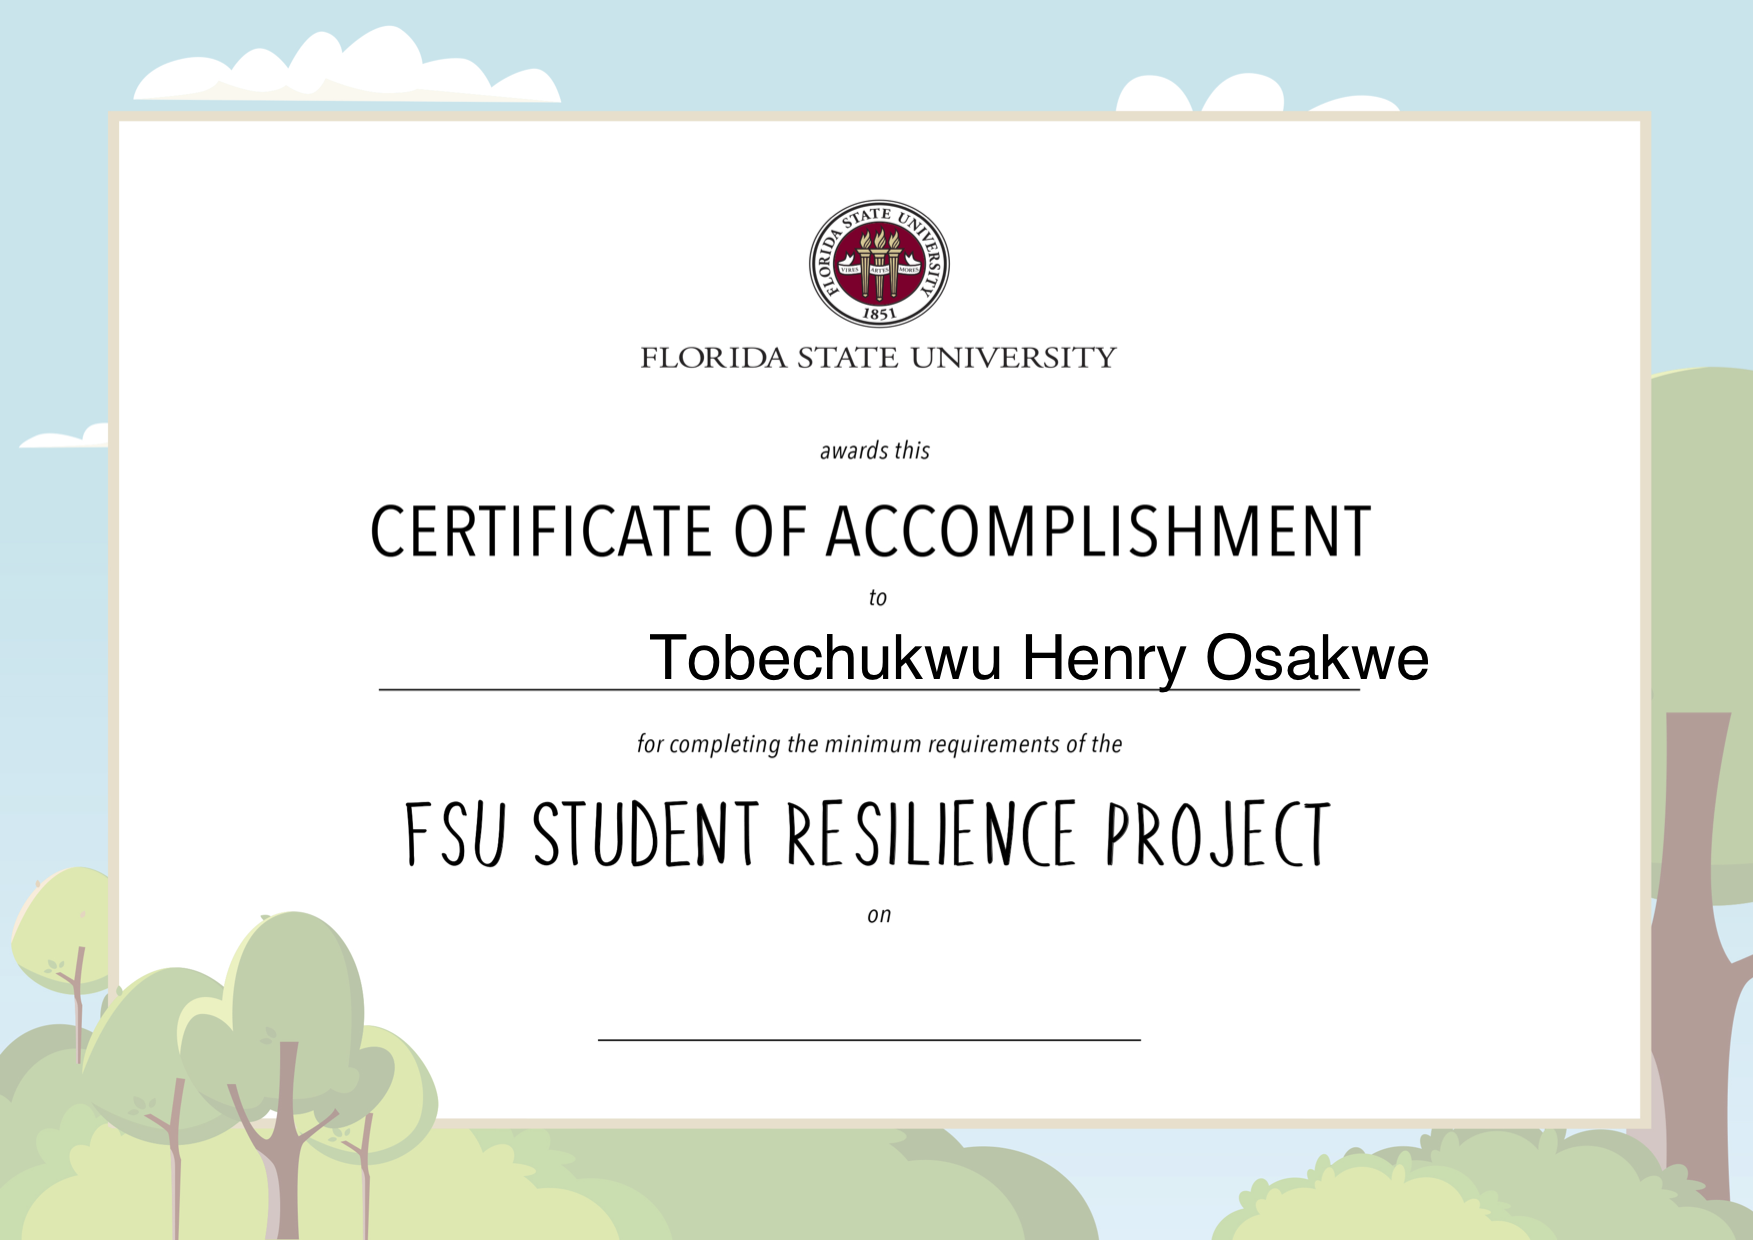 FLORIDA STATE UNIVERSITY
VIRES ARTES MORES
1851
FLORIDA STATE UNIVERSITY
awards this
CERTIFICATE OF ACCOMPLISHMENT
to
Tobechukwu Henry Osakwe
for completing the minimum requirements of the
FSU STUDENT RESILIENCE PROJECT
on